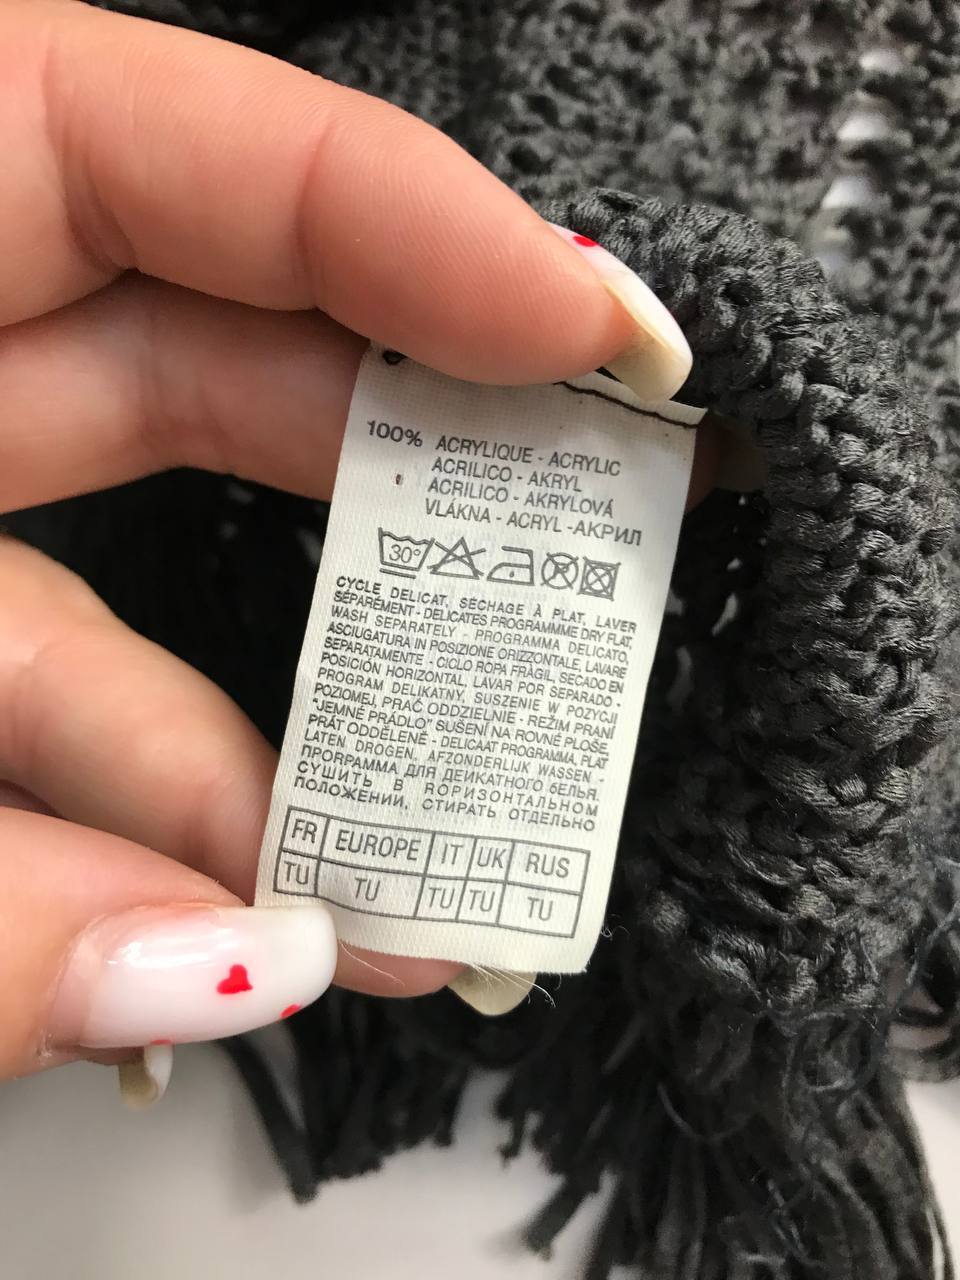 100% ACRYLIQUE - ACRYLIC
ACRILICO - AKRYL
ACRILICO - AKRYLOVÁ
VLÁKNA - ACRYL -АКРИЛ
30°
CYCLE DELICAT, SÉCHAGE À PLAT, LAVER
SÉPARÉMENT - DELICATES PROGRAMMME DRY FLAT,
WASH SEPARATELY - PROGRAMMA DELICATO,
ASCIUGATURA IN POSIZIONE ORIZZONTALE, LAVARE
SEPARATAMENTE - CICLO ROPA FRÁGIL, SECADO EN
POSICIÓN HORIZONTAL, LAVAR POR SEPARADO -
PROGRAM DELIKATNY, SUSZENIE W POZYCJI
POZIOMEJ, PRAĆ ODDZIELNIE - REŽIM PRANÍ
"JEMNÉ PRÁDLO" SUŠENÍ NA ROVNÉ PLOŠE,
PRÁT ODDĚLENĚ - DELICAAT PROGRAMMA, PLAT
LATEN DROGEN, AFZONDERLIJK WASSEN -
ПРОРРАММА ДЛЯ ДЕИКАТНОГО БЕЛЬЯ,
СУШИТЬ В RОРИЗОНТАЛЬНОМ
ПОЛОЖЕНИИ, СТИРАТЬ ОТДЕЛЬНО
FR EUROPE IT UK RUS
TU TU TU TU TU